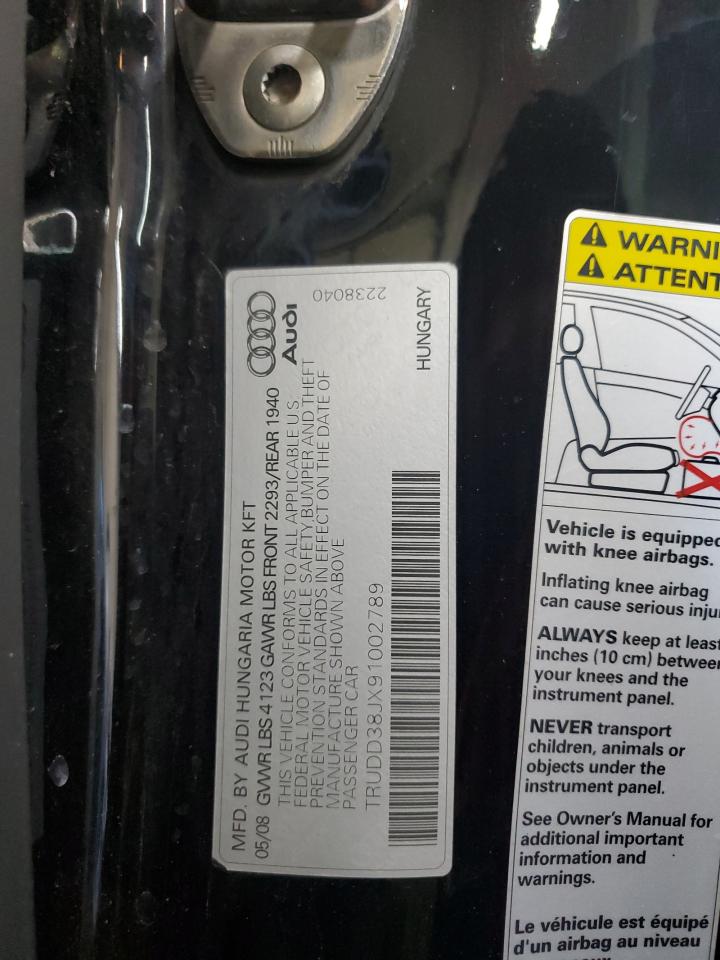 MFD. BY AUDI HUNGARIA MOTOR KFT
05/08 GVWR LBS 4123 GAWR LBS FRONT 2293/REAR 1940
THIS VEHICLE CONFORMS TO ALL APPLICABLE U.S.
FEDERAL MOTOR VEHICLE SAFETY, BUMPER AND THEFT
PREVENTION STANDARDS IN EFFECT ON THE DATE OF
MANUFACTURE SHOWN ABOVE
PASSENGER CAR
TRUDD38JX91002789
Audi
2238040
HUNGARY
WARNI
ATTENT
Vehicle is equipped
with knee airbags.
Inflating knee airbag
can cause serious inju
ALWAYS keep at least
inches (10 cm) between
your knees and the
instrument panel.
NEVER transport
children, animals or
objects under the
instrument panel.
See Owner's Manual for
additional important
information and
warnings.
Le véhicule est équipé
d'un airbag au niveau